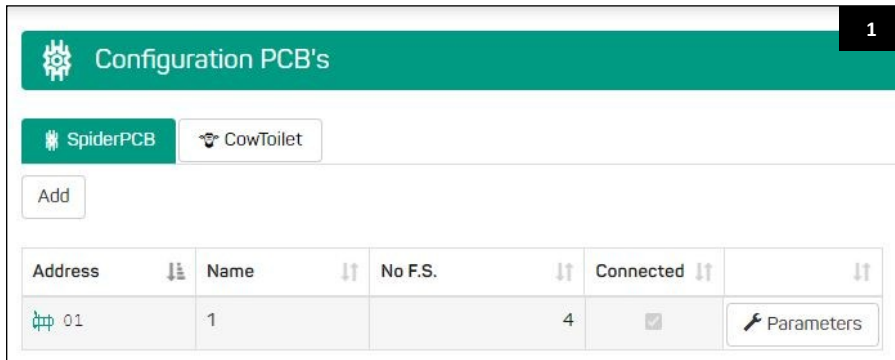 1
Configuration PCB's
SpiderPCB CowToilet
Add
Address Name No F.S. Connected
01 1 4 Parameters